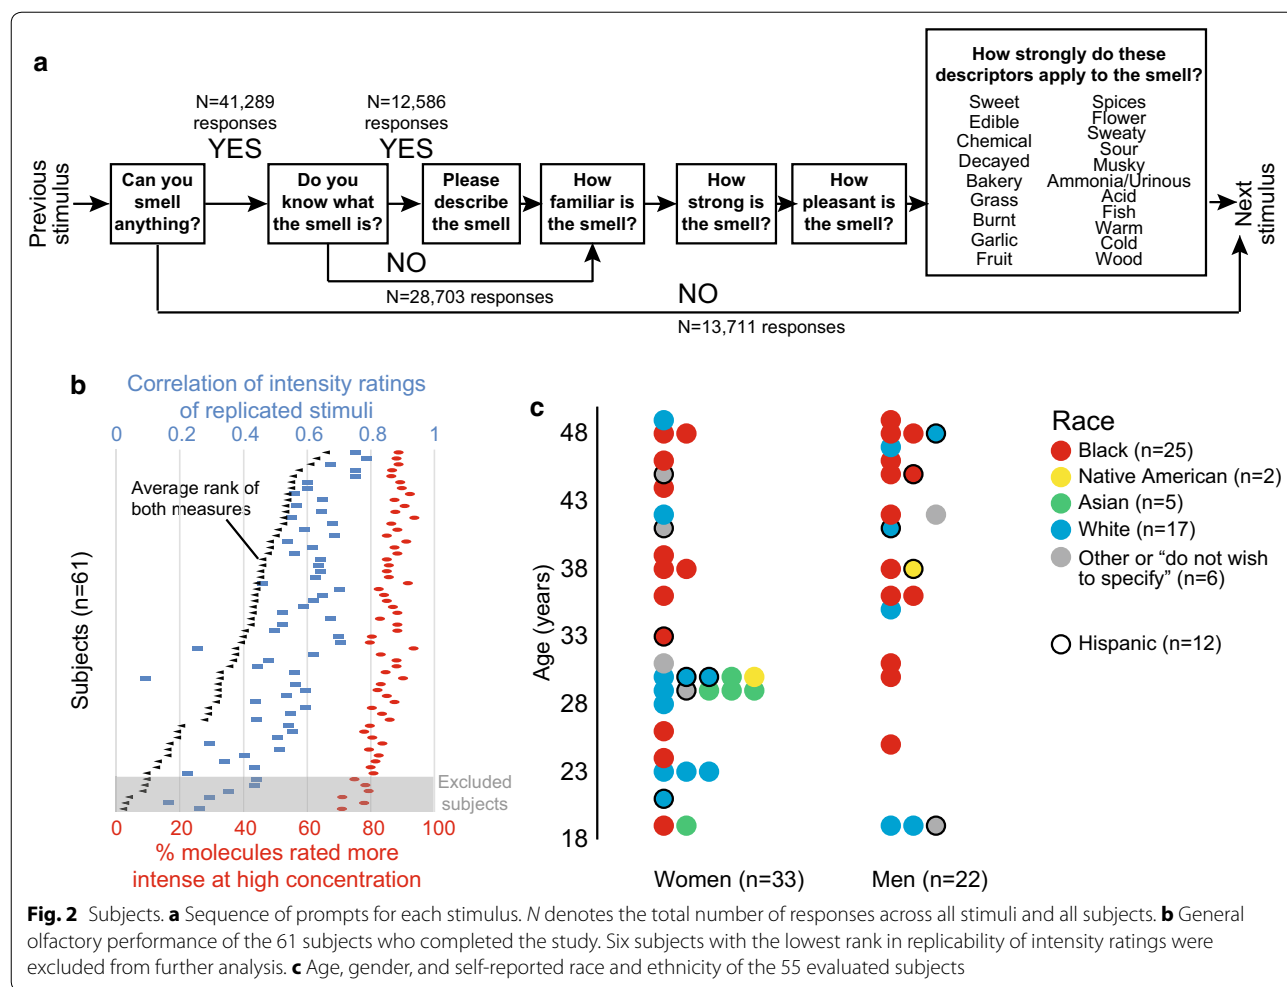 a
N=41,289
responses
YES
N=12,586
responses
YES
Previous
stimulus
Can you
smell
anything?
Do you
know what
the smell is?
Please
describe
the smell
How
familiar is
the smell?
How
strong is
the smell?
How
pleasant is
the smell?
How strongly do these
descriptors apply to the smell?
Sweet
Edible
Chemical
Decayed
Bakery
Grass
Burnt
Garlic
Fruit
Spices
Flower
Sweaty
Sour
Musky
Ammonia/Urinous
Acid
Fish
Warm
Cold
Wood
Next
stimulus
NO
N=28,703 responses
NO
N=13,711 responses
b
Correlation of intensity ratings
of replicated stimuli
0 0.2 0.4 0.6 0.8 1
Average rank of
both measures
Subjects (n=61)
Excluded
subjects
0 20 40 60 80 100
% molecules rated more
intense at high concentration
c
Age (years)
48
43
38
33
28
23
18
Women (n=33)
Men (n=22)
Race
Black (n=25)
Native American (n=2)
Asian (n=5)
White (n=17)
Other or “do not wish
to specify” (n=6)
Hispanic (n=12)
Fig. 2 Subjects. a Sequence of prompts for each stimulus. N denotes the total number of responses across all stimuli and all subjects. b General
olfactory performance of the 61 subjects who completed the study. Six subjects with the lowest rank in replicability of intensity ratings were
excluded from further analysis. c Age, gender, and self-reported race and ethnicity of the 55 evaluated subjects